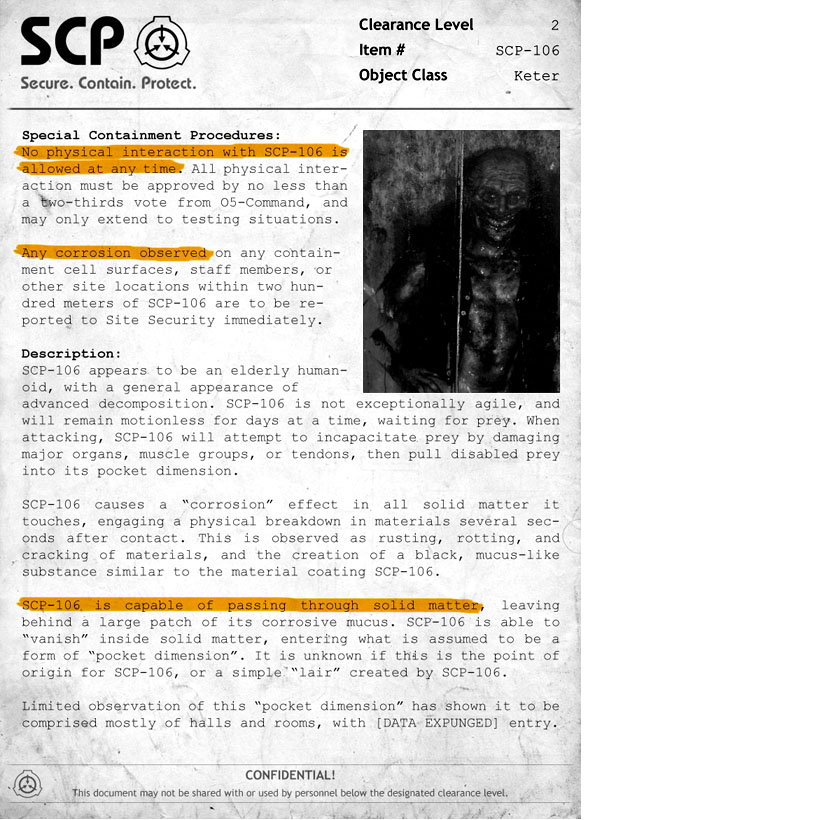 SCP
Secure. Contain. Protect.
Clearance Level 2
Item # SCP-106
Object Class Keter
Special Containment Procedures:
No physical interaction with SCP-106 is
allowed at any time. All physical inter-
action must be approved by no less than
a two-thirds vote from O5-Command, and
may only extend to testing situations.
Any corrosion observed on any contain-
ment cell surfaces, staff members, or
other site locations within two hun-
dred meters of SCP-106 are to be re-
ported to Site Security immediately.
Description:
SCP-106 appears to be an elderly human-
oid, with a general appearance of
advanced decomposition. SCP-106 is not exceptionally agile, and
will remain motionless for days at a time, waiting for prey. When
attacking, SCP-106 will attempt to incapacitate prey by damaging
major organs, muscle groups, or tendons, then pull disabled prey
into its pocket dimension.
SCP-106 causes a “corrosion” effect in all solid matter it
touches, engaging a physical breakdown in materials several sec-
onds after contact. This is observed as rusting, rotting, and
cracking of materials, and the creation of a black, mucus-like
substance similar to the material coating SCP-106.
SCP-106 is capable of passing through solid matter, leaving
behind a large patch of its corrosive mucus. SCP-106 is able to
“vanish” inside solid matter, entering what is assumed to be a
form of “pocket dimension”. It is unknown if this is the point of
origin for SCP-106, or a simple “lair” created by SCP-106.
Limited observation of this “pocket dimension” has shown it to be
comprised mostly of halls and rooms, with [DATA EXPUNGED] entry.
CONFIDENTIAL!
This document may not be shared with or used by personnel below the designated clearance level.